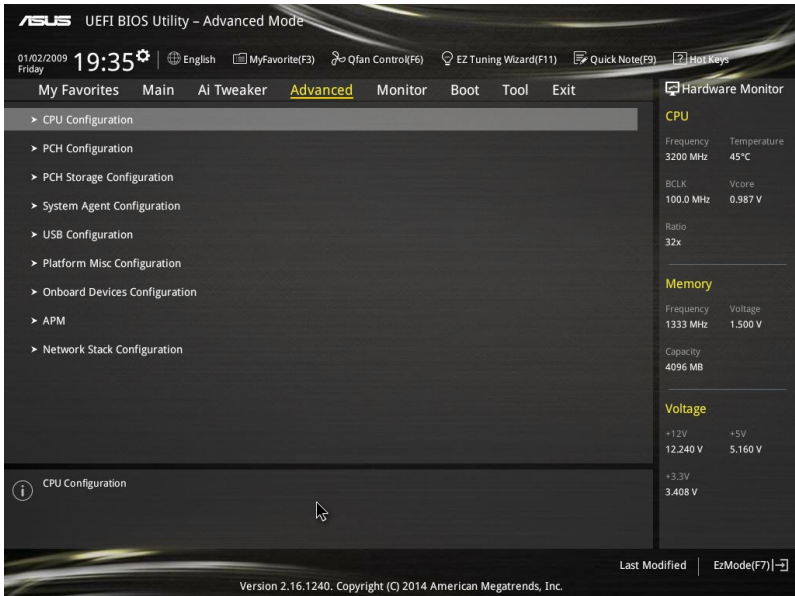 ASUS UEFI BIOS Utility – Advanced Mode
01/02/2009
Friday
19:35
English
MyFavorite(F3)
Qfan Control(F6)
EZ Tuning Wizard(F11)
Quick Note(F9)
? Hot Keys
My Favorites Main Ai Tweaker Advanced Monitor Boot Tool Exit
Hardware Monitor
> CPU Configuration
> PCH Configuration
> PCH Storage Configuration
> System Agent Configuration
> USB Configuration
> Platform Misc Configuration
> Onboard Devices Configuration
> APM
> Network Stack Configuration
i CPU Configuration
CPU
Frequency Temperature
3200 MHz 45°C
BCLK Vcore
100.0 MHz 0.987 V
Ratio
32x
Memory
Frequency Voltage
1333 MHz 1.500 V
Capacity
4096 MB
Voltage
+12V +5V
12.240 V 5.160 V
+3.3V
3.408 V
Last Modified EzMode(F7)
Version 2.16.1240. Copyright (C) 2014 American Megatrends, Inc.